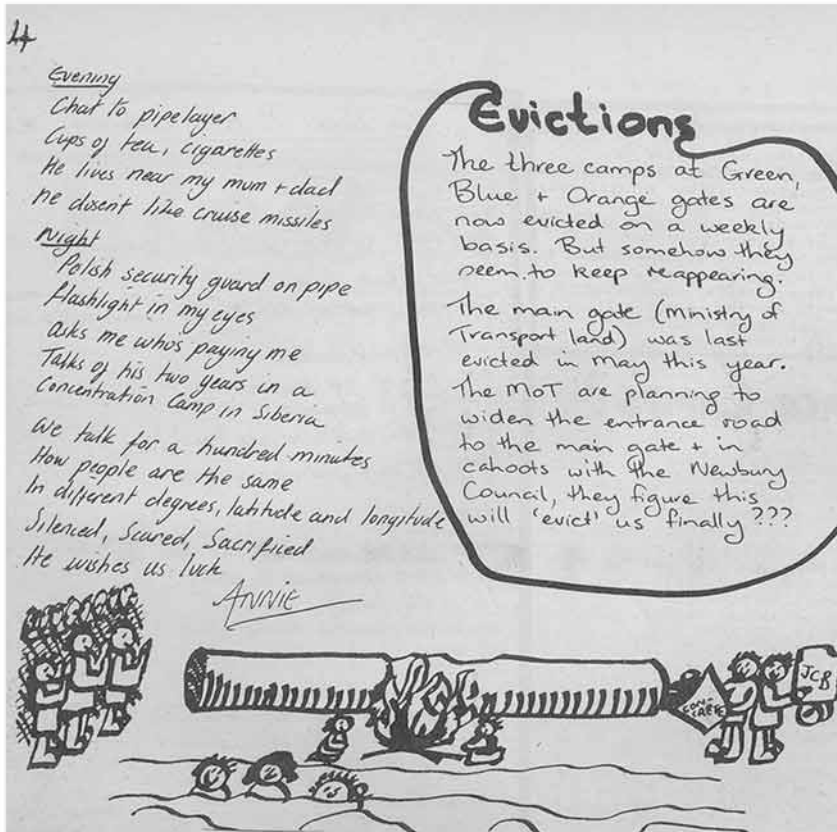 4
Evening
Chat to pipelayer
Cups of tea, cigarettes
He lives near my mum + dad
he dusent like cruise missiles
Night
Polish security guard on pipe
flashlight in my eyes
asks me whos paying me
Talks of his two years in a
Concentration Camp in Siberia
We talk for a hundred minutes
How people are the same
In different degrees, latitude and longitude
Silenced, Scared, Sacrificed
He wishes us luck
ANNIE
Evictions
The three camps at Green,
Blue + Orange gates are
now evicted on a weekly
basis. But somehow they
seem to keep reappearing.
The main gate (Ministry of
Transport land) was last
evicted in May this year.
The MoT are planning to
widen the entrance road
to the main gate + in
cahoots with the Newbury
Council, they figure this
will 'evict' us finally ???
JCB